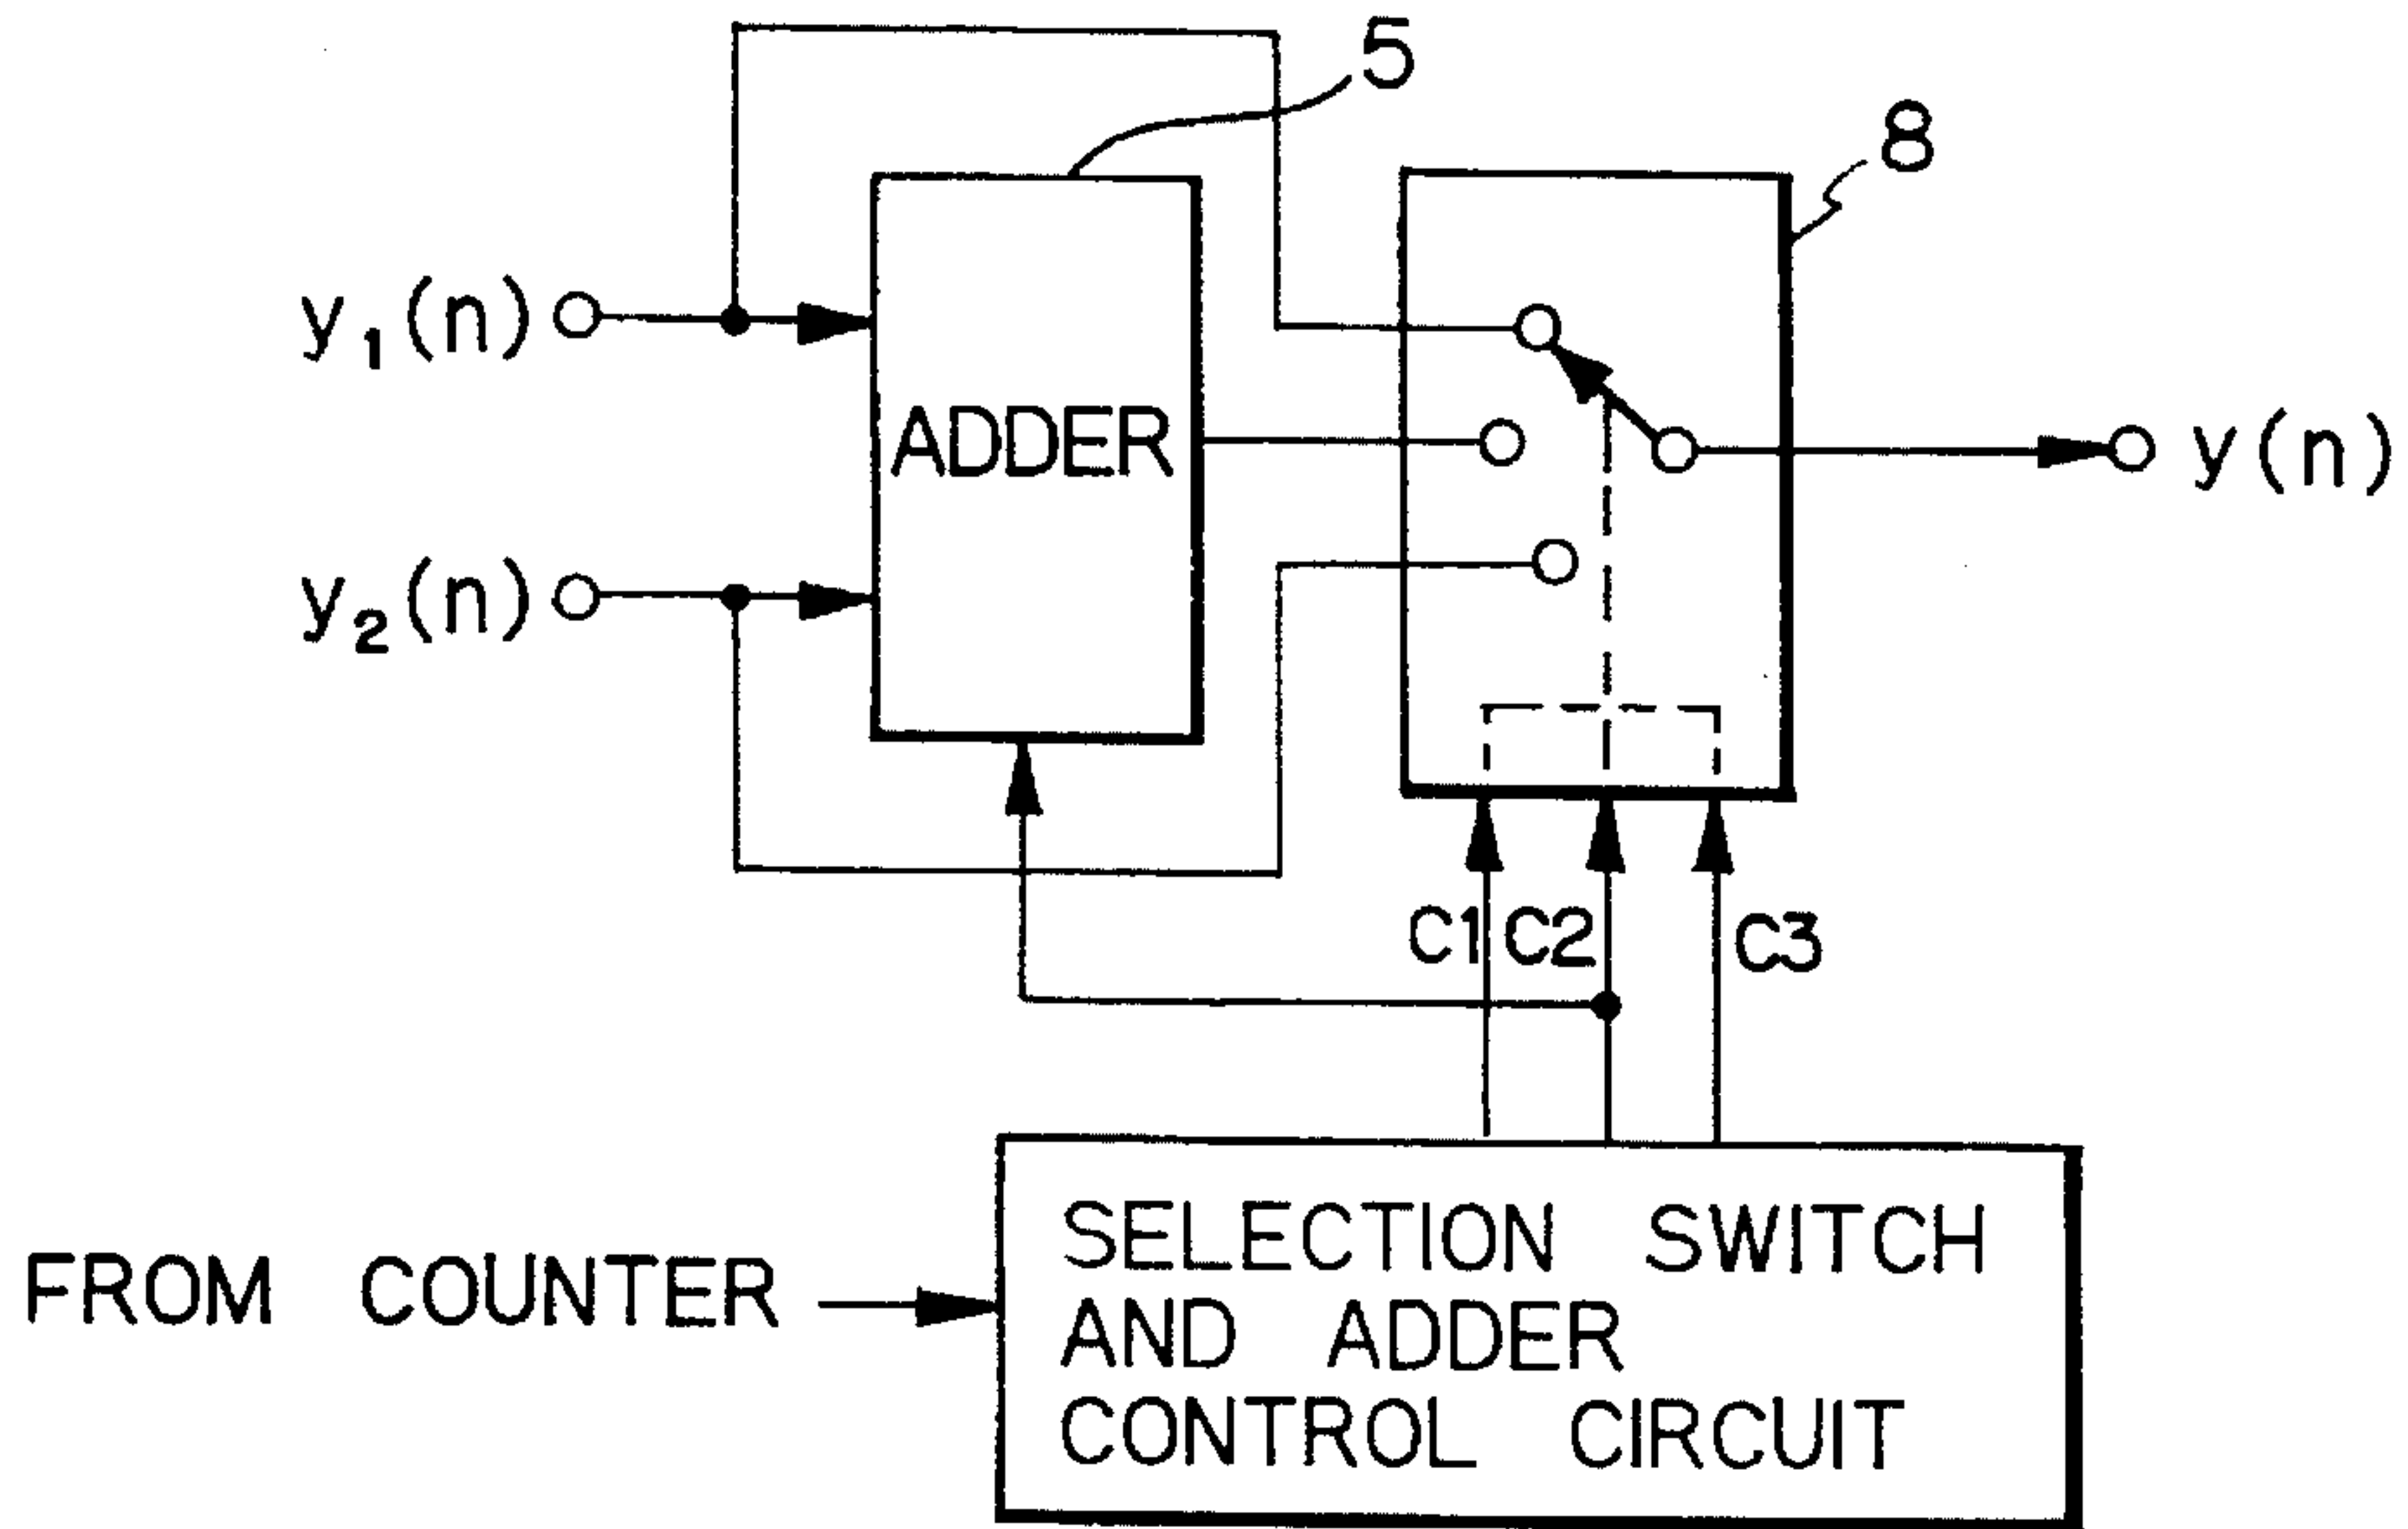 5
8
y1(n)
ADDER
y(n)
y2(n)
C1 C2 C3
FROM COUNTER
SELECTION SWITCH
AND ADDER
CONTROL CIRCUIT